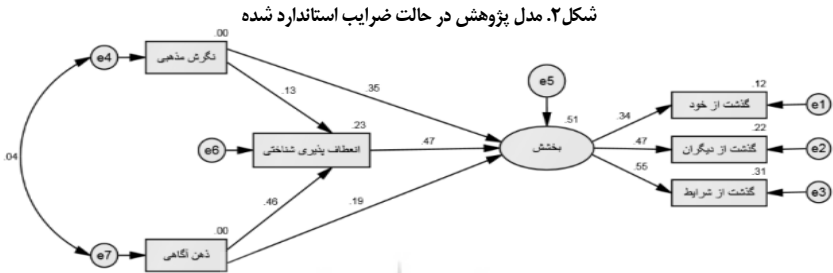 شکل۲. مدل پژوهش در حالت ضرایب استاندارد شده
.00
e4
نگرش مذهبی
.35
.13
e5
.12
گذشت از خود
e1
.34
.23
.51
.22
e6
انعطاف پذیری شناختی
.47
بخشش
.47
گذشت از دیگران
e2
.04
.55
.31
گذشت از شرایط
e3
.46
.19
.00
e7
ذهن آگاهی